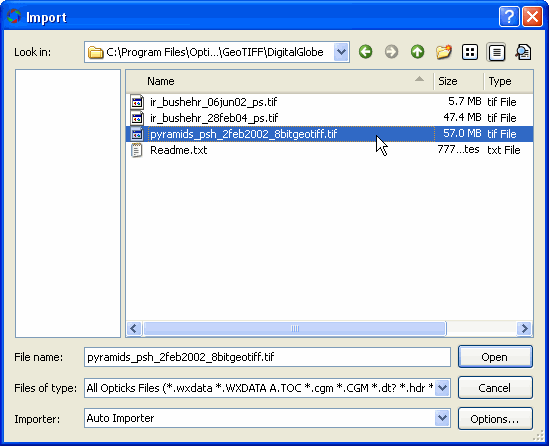 Import
Look in: C:\Program Files\Opti...\GeoTIFF\DigitalGlobe
Name Size Type
ir_bushehr_06jun02_ps.tif 5.7 MB tif File
ir_bushehr_28feb04_ps.tif 47.4 MB tif File
pyramids_psh_2feb2002_8bitgeotiff.tif 57.0 MB tif File
Readme.txt 777...tes txt File
File name: pyramids_psh_2feb2002_8bitgeotiff.tif Open
Files of type: All Opticks Files (*.wxdata *.WXDATA A.TOC *.cgm *.CGM *.dt? *.hdr * Cancel
Importer: Auto Importer Options...